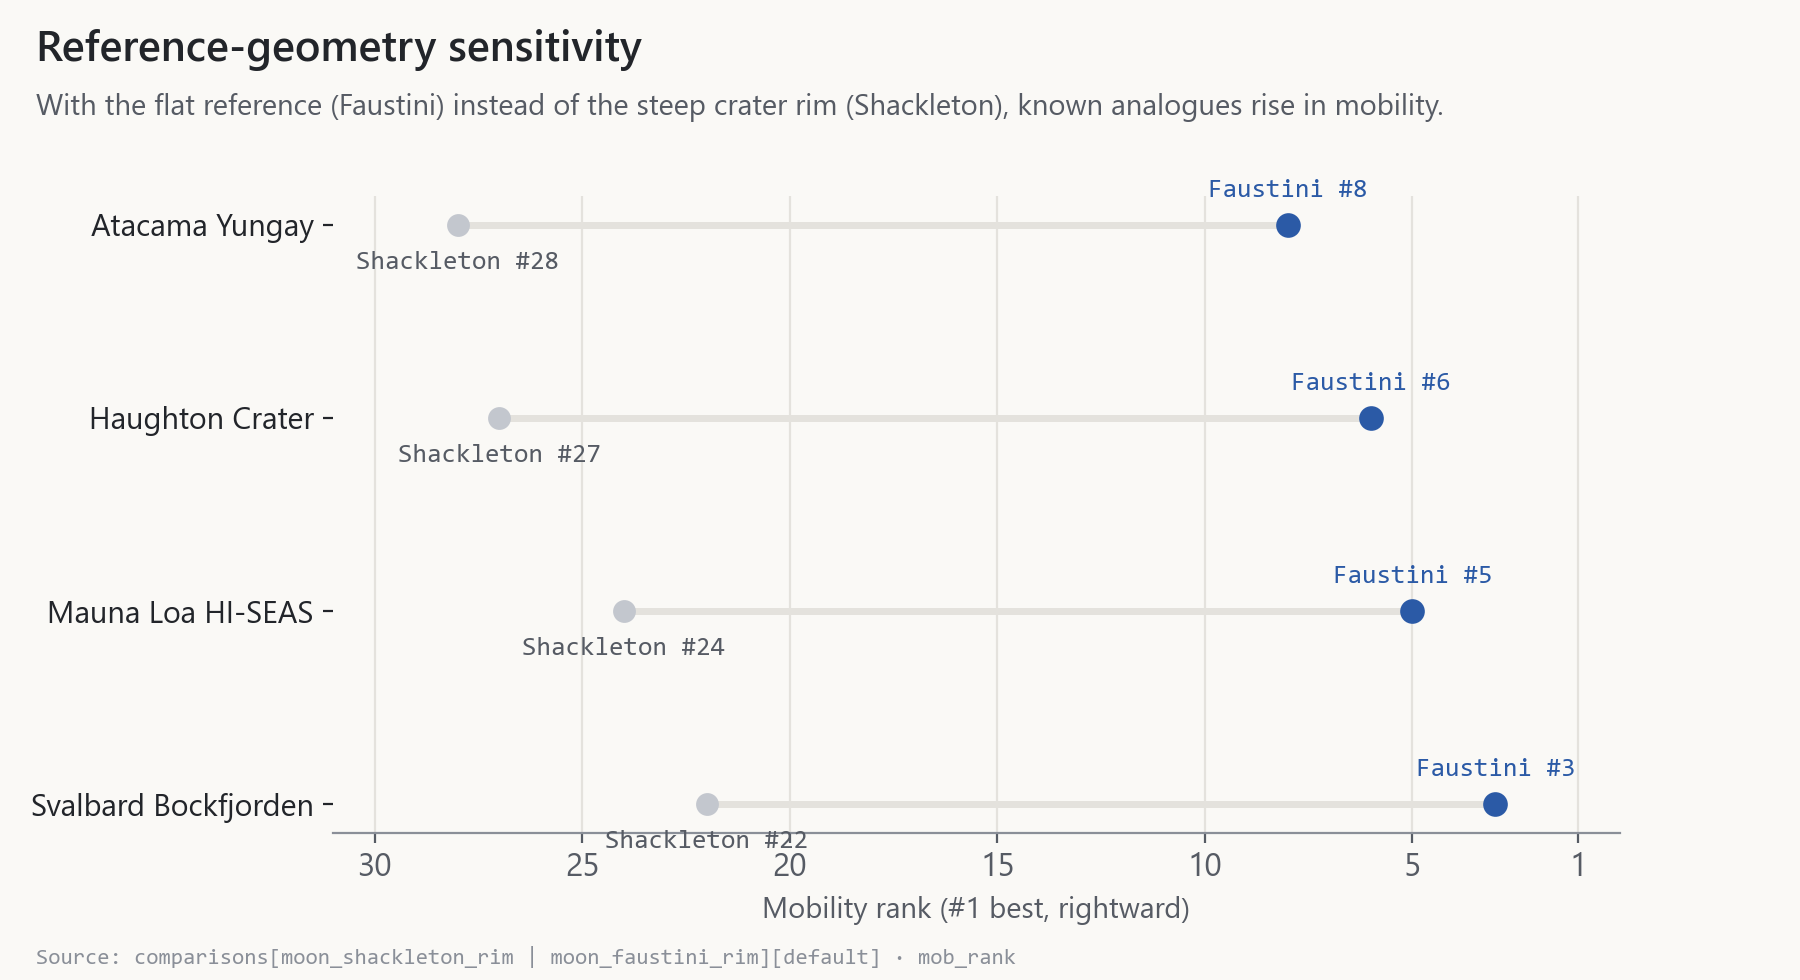 Reference-geometry sensitivity
With the flat reference (Faustini) instead of the steep crater rim (Shackleton), known analogues rise in mobility.
Faustini #8
Atacama Yungay
Shackleton #28
Faustini #6
Haughton Crater
Shackleton #27
Faustini #5
Mauna Loa HI-SEAS
Shackleton #24
Faustini #3
Svalbard Bockfjorden
Shackleton #22
30 25 20 15 10 5 1
Mobility rank (#1 best, rightward)
Source: comparisons[moon_shackleton_rim | moon_faustini_rim][default] · mob_rank